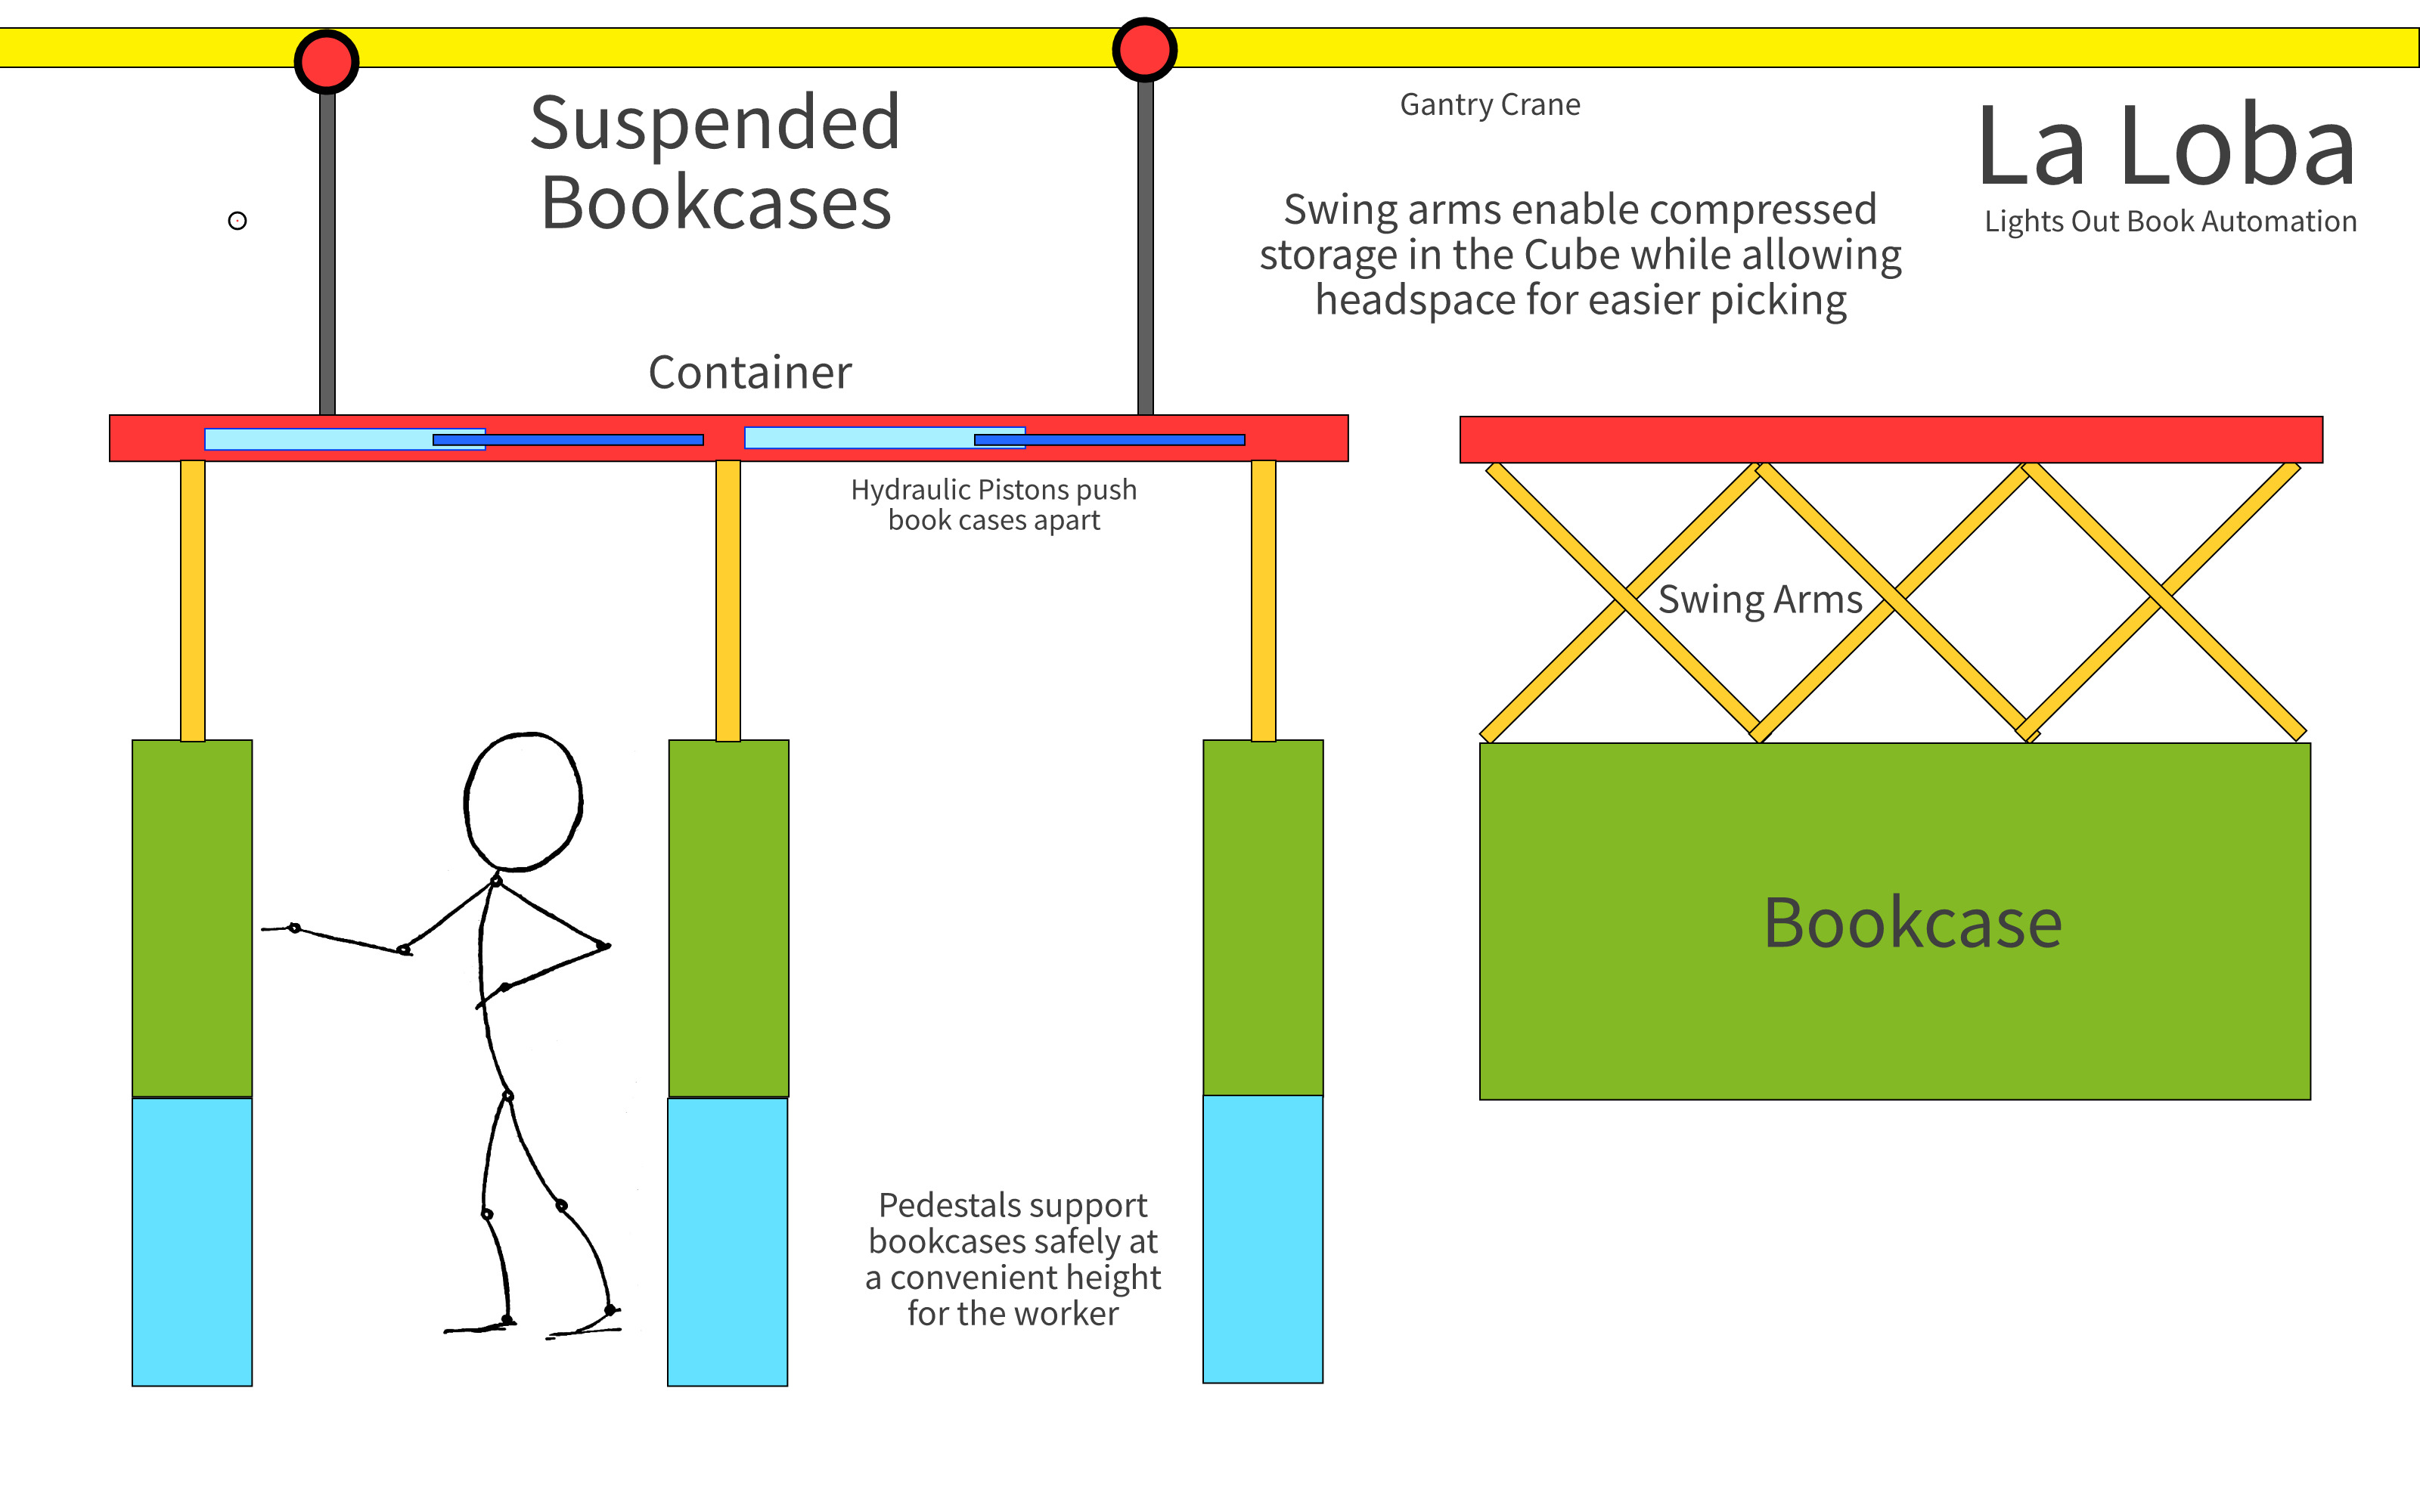 Suspended
Bookcases
Gantry Crane
La Loba
Lights Out Book Automation
Swing arms enable compressed
storage in the Cube while allowing
headspace for easier picking
Container
Hydraulic Pistons push
book cases apart
Swing Arms
Bookcase
Pedestals support
bookcases safely at
a convenient height
for the worker